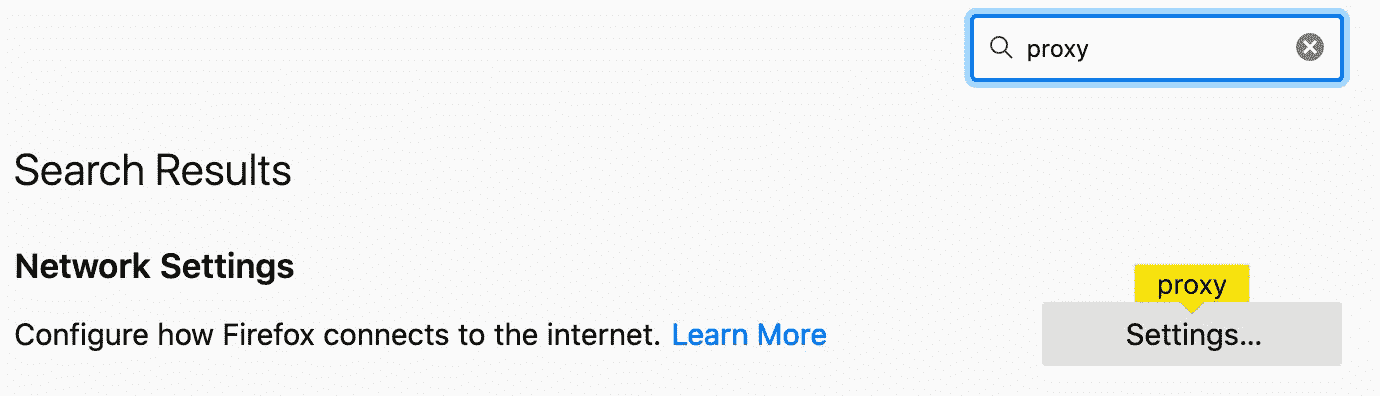 proxy
Search Results
Network Settings
proxy
Configure how Firefox connects to the internet. Learn More
Settings...